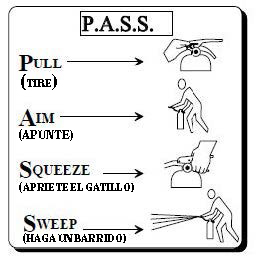 P.A.S.S.
PULL
(TIRE)
AIM
(APUNTE)
SQUEEZE
(APRIETE EL GATILLO)
SWEEP
(HAGA UN BARRIDO)